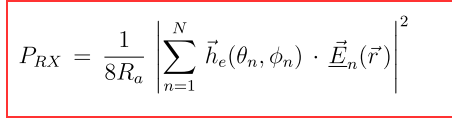 $P_{RX} = \frac{1}{8R_a} \left| \sum_{n=1}^{N} \vec{h}_e(\theta_n, \phi_n) \cdot \underline{\vec{E}}_n(\vec{r}) \right|^2$